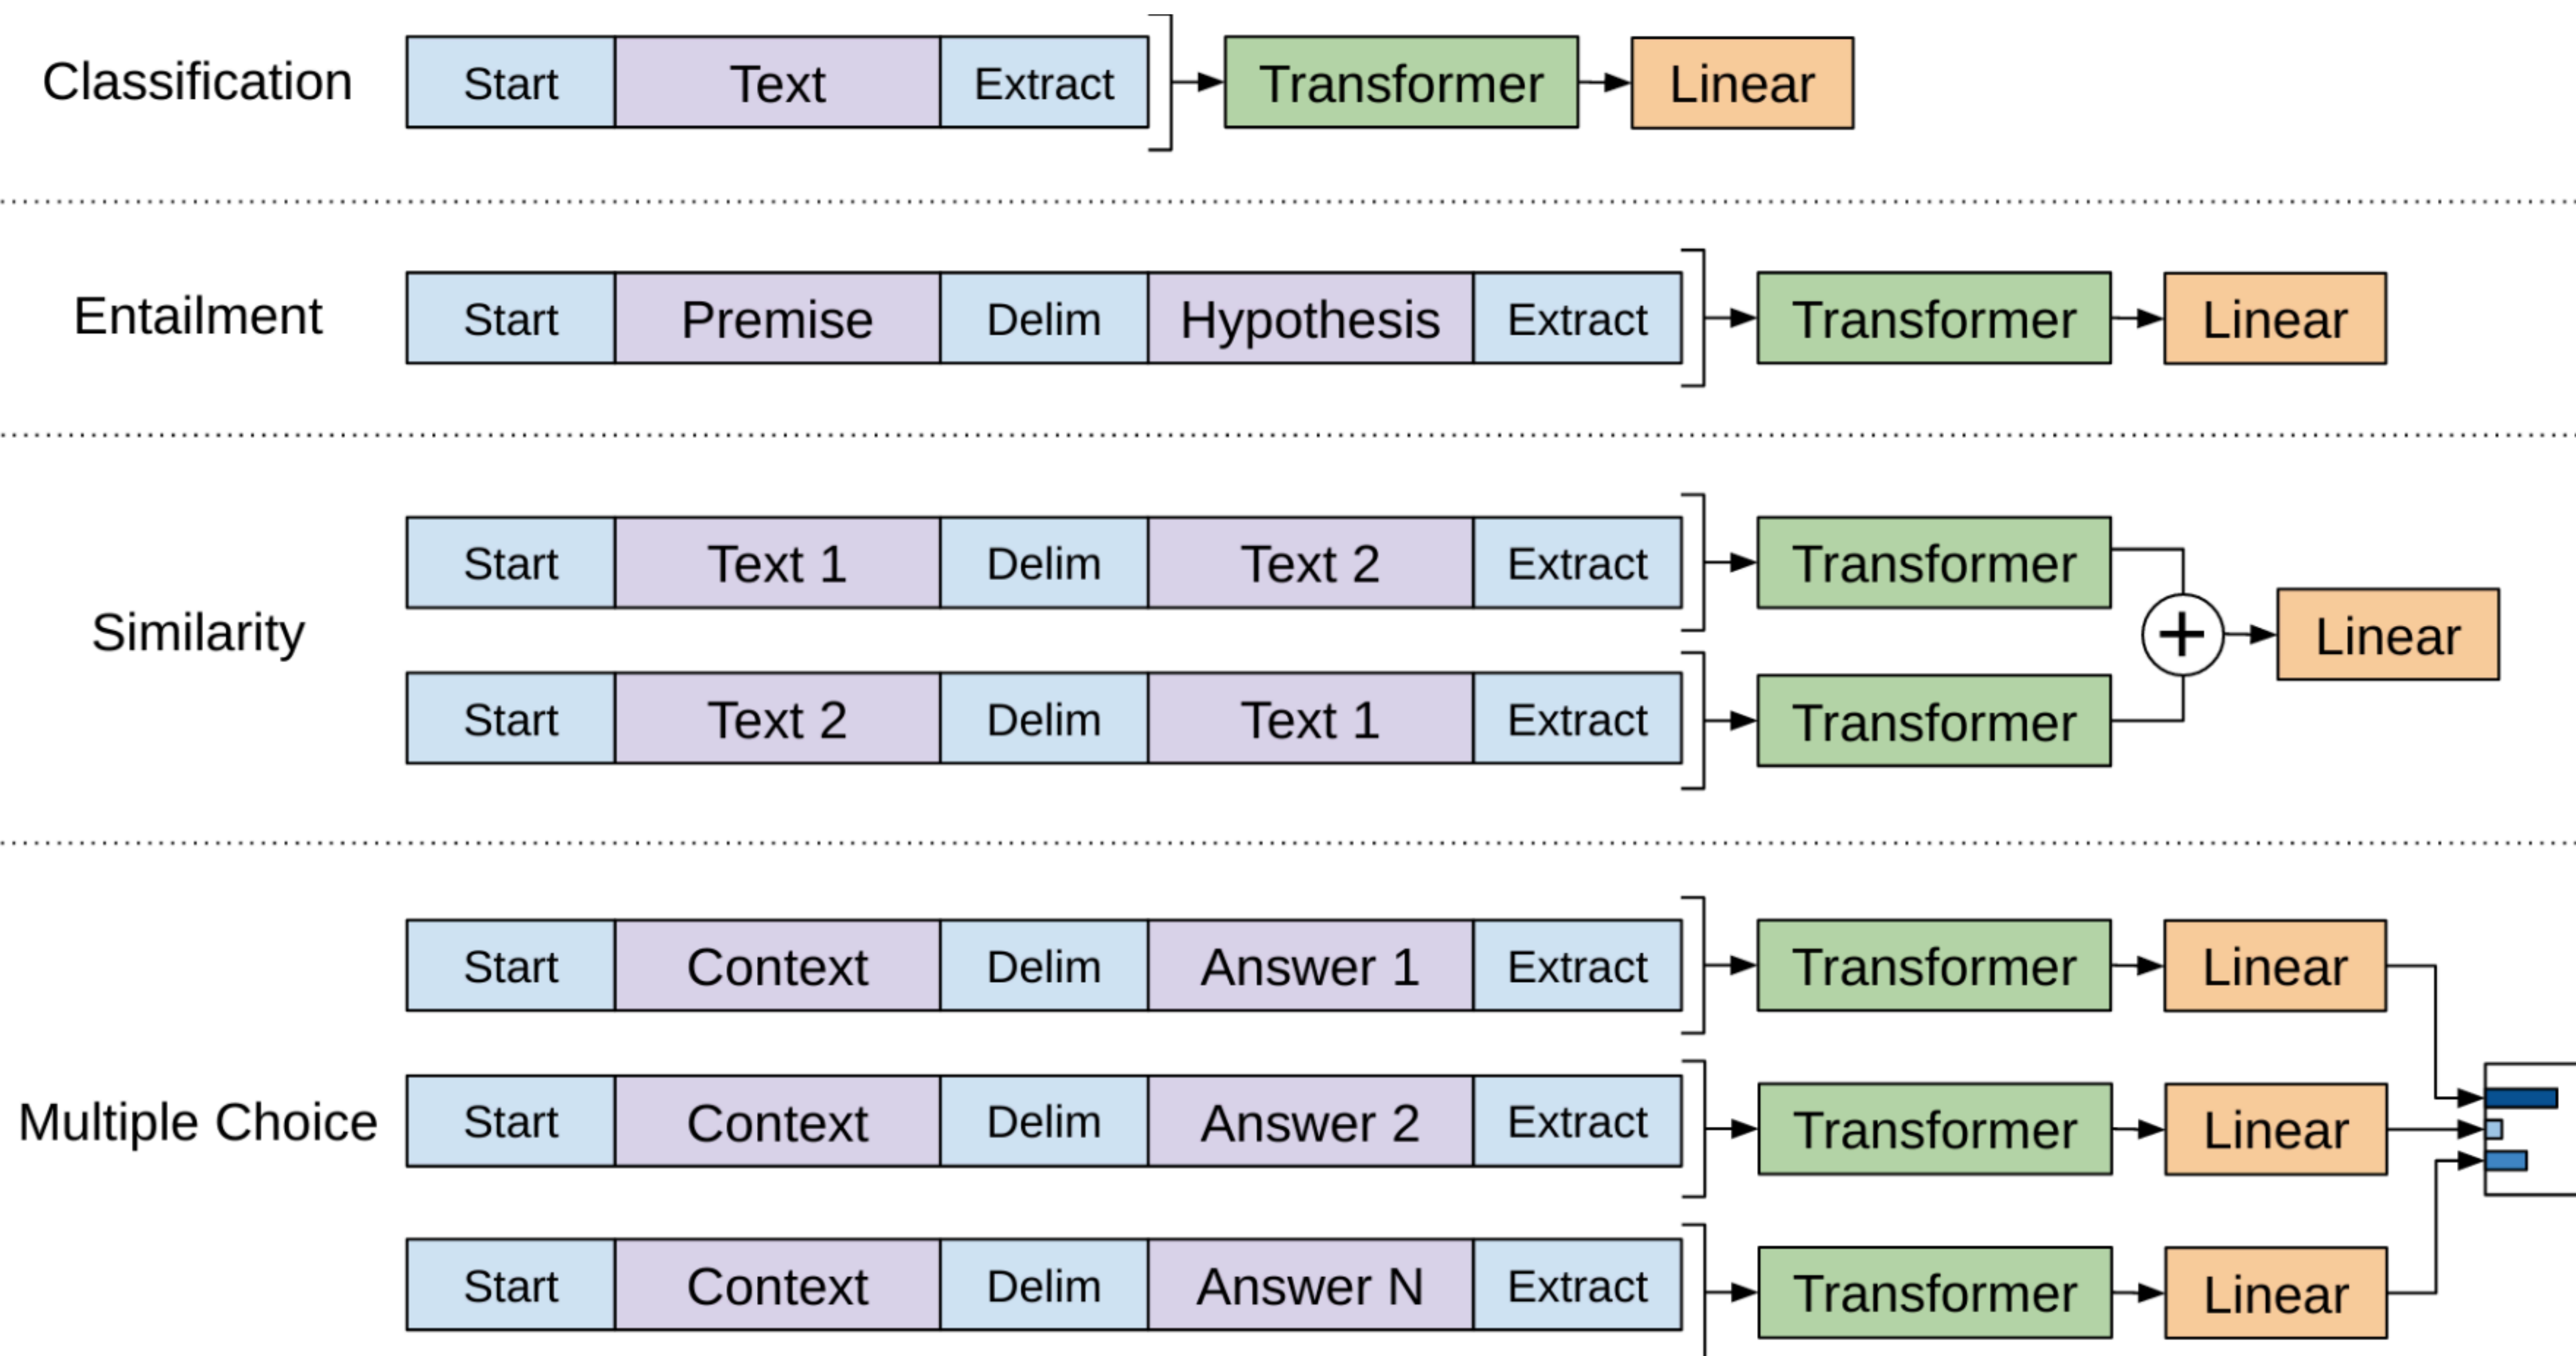 Classification Start Text Extract Transformer Linear
Entailment Start Premise Delim Hypothesis Extract Transformer Linear
Start Text 1 Delim Text 2 Extract Transformer
Similarity + Linear
Start Text 2 Delim Text 1 Extract Transformer
Start Context Delim Answer 1 Extract Transformer Linear
Multiple Choice Start Context Delim Answer 2 Extract Transformer Linear
Start Context Delim Answer N Extract Transformer Linear